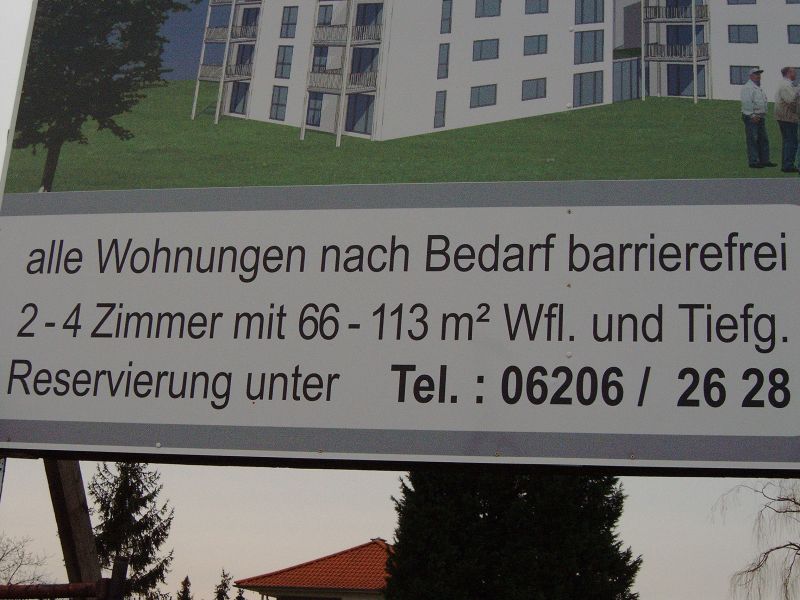 alle Wohnungen nach Bedarf barrierefrei
2 - 4 Zimmer mit 66 - 113 m² Wfl. und Tiefg.
Reservierung unter Tel. : 06206 / 26 28